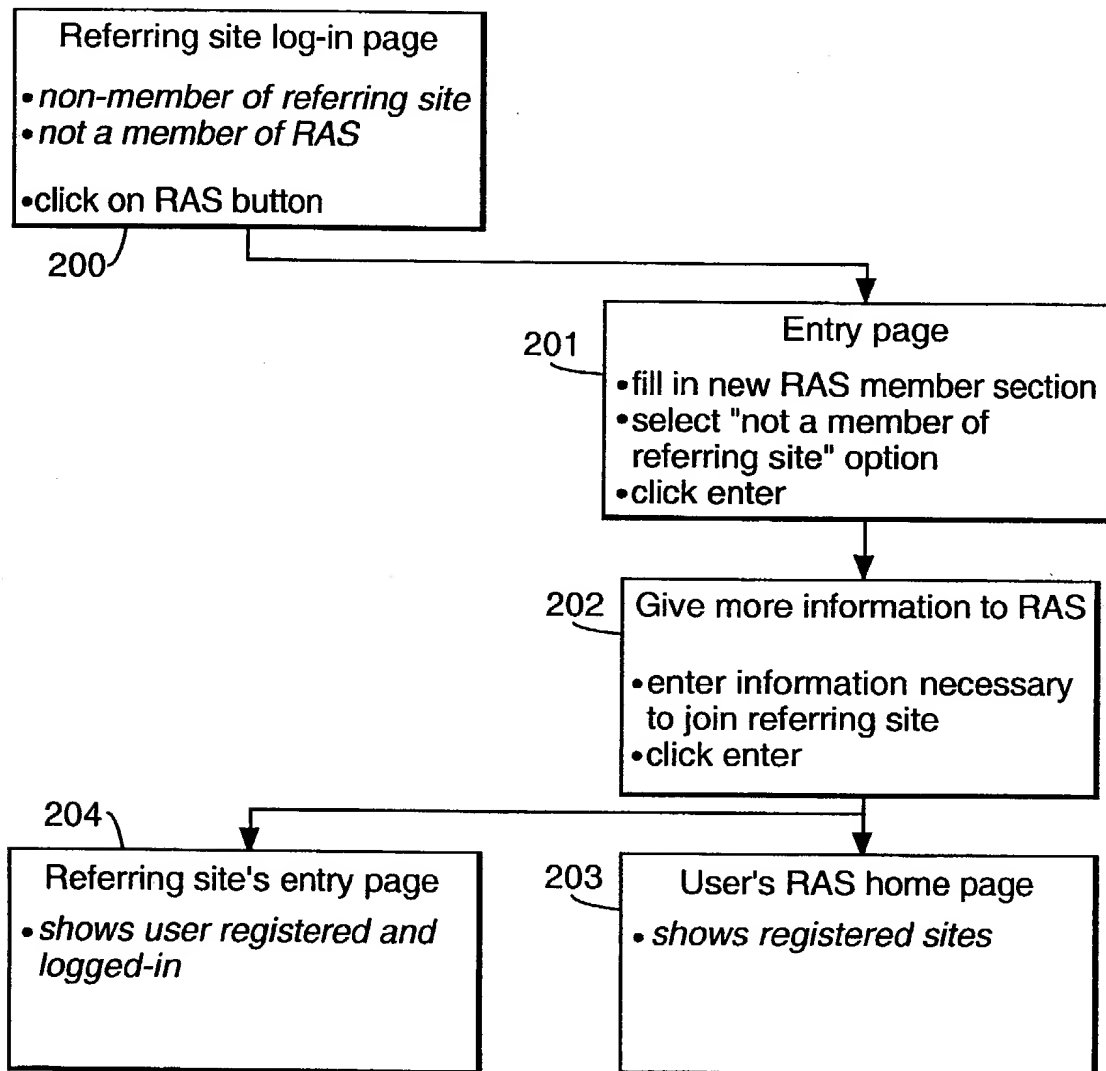 Referring site log-in page
•non-member of referring site
•not a member of RAS
•click on RAS button
200
201
Entry page
•fill in new RAS member section
•select "not a member of
referring site" option
•click enter
202
Give more information to RAS
•enter information necessary
to join referring site
•click enter
204
Referring site's entry page
•shows user registered and
logged-in
203
User's RAS home page
•shows registered sites